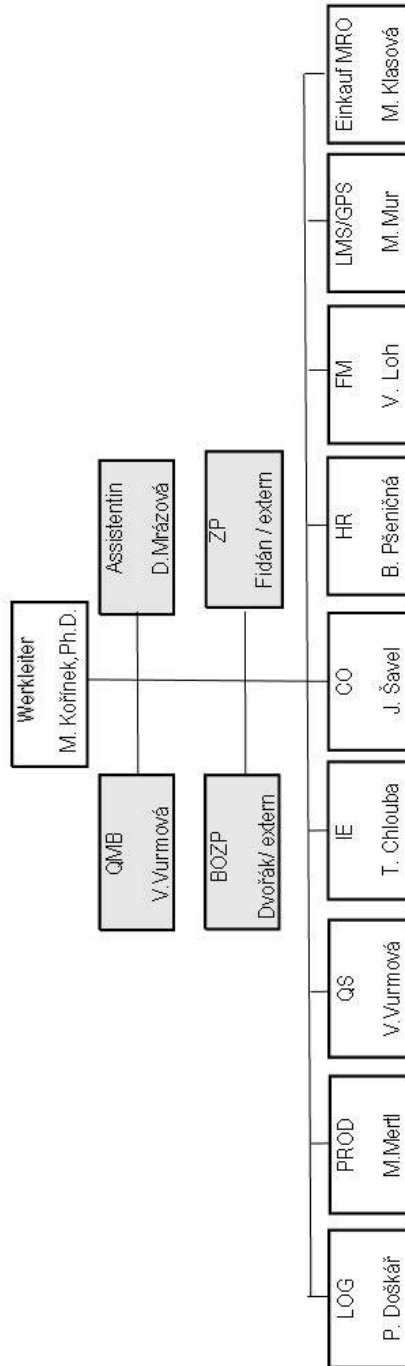 Werkleiter
M. Kořínek,Ph.D.
QMB
V.Vurmová
Assistentin
D.Mrázová
BOZP
Dvořák/ extern
ZP
Fidán / extern
LOG
P. Doškář
PROD
M.Mertl
QS
V.Vurmová
IE
T. Chlouba
CO
J. Šavel
HR
B. Pšeničná
FM
V. Loh
LMS/GPS
M. Mur
Einkauf MRO
M. Klasová